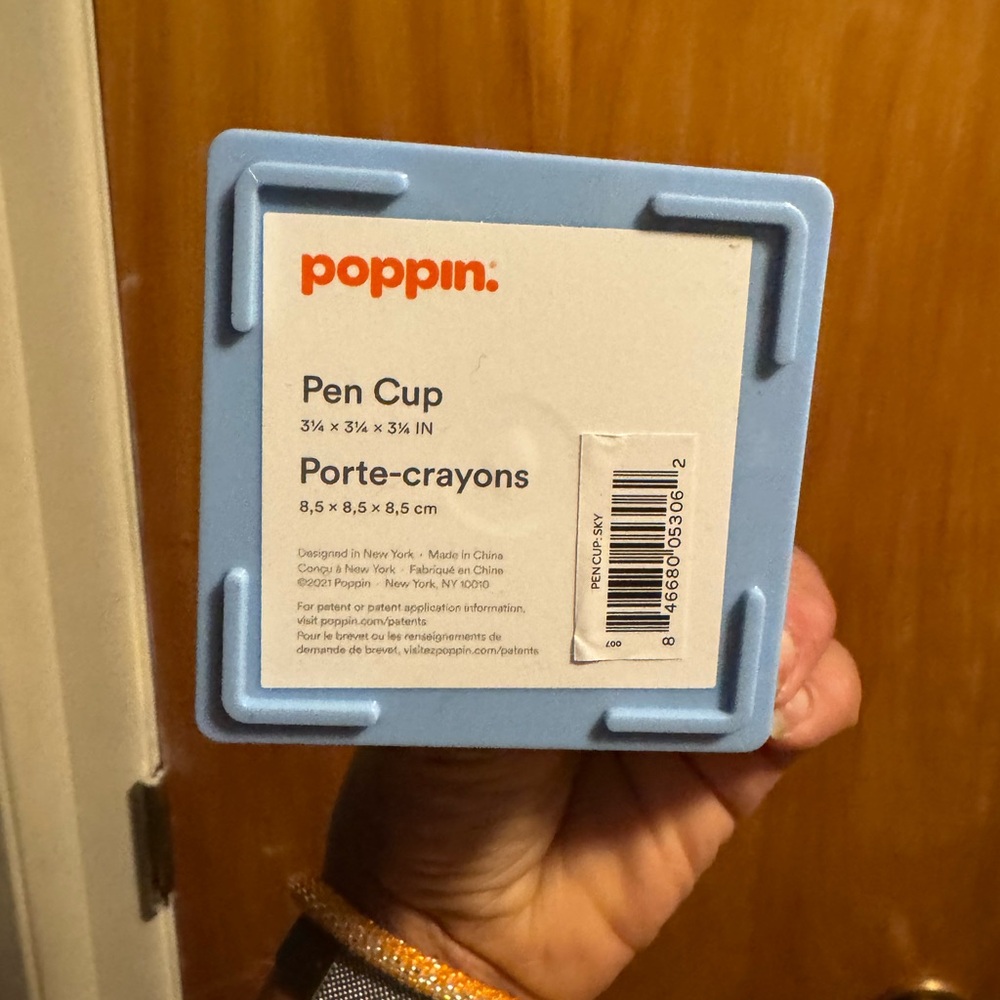 poppin.
Pen Cup
3¼ × 3¼ × 3¼ IN
Porte-crayons
8,5 × 8,5 × 8,5 cm
Designed in New York · Made in China
Conçu à New York · Fabriqué en Chine
©2021 Poppin · New York, NY 10010
For patent or patent application information,
visit poppin.com/patents
Pour le brevet ou les renseignements de
demande de brevet, visitezpoppin.com/patents
PEN CUP: SKY
8 46680 05306 2
007